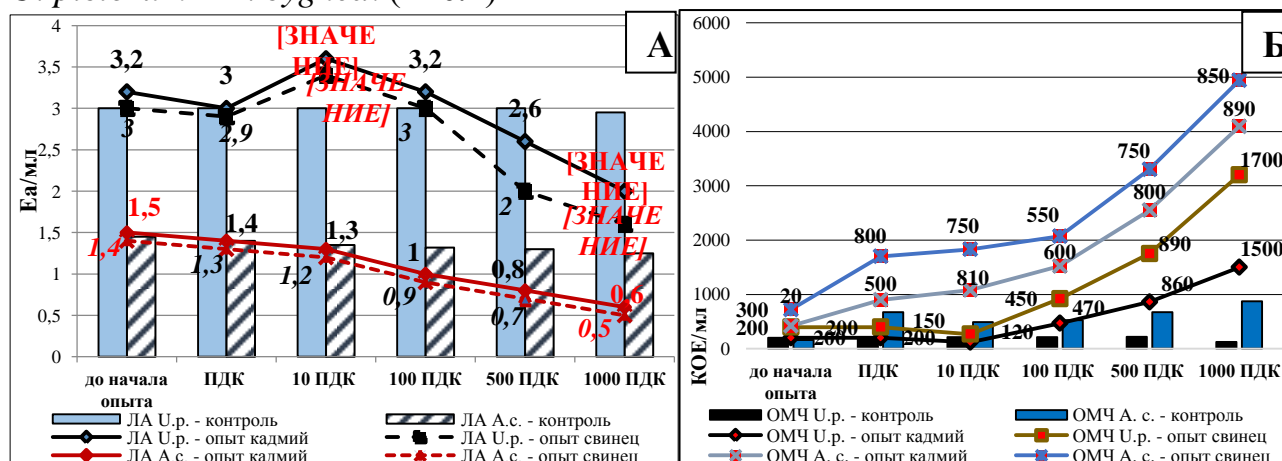 А
4
3,5
3
2,5
2
1,5
1
0,5
0
Еа/мл
3,2
3
[ЗНАЧЕ
НИЕ]
3,2
2,6
[ЗНАЧЕ
НИЕ]
3
2,9
[ЗНАЧЕ
НИЕ]
3
2
[ЗНАЧЕ
НИЕ]
1,5
1,4
1,3
1
0,8
0,6
1,4
1,3
1,2
0,9
0,7
0,5
до начала
опыта
ПДК
10 ПДК
100 ПДК
500 ПДК
1000 ПДК
ЛА U.p. - контроль
ЛА A.c. - контроль
ЛА U.p. - опыт кадмий
ЛА U.p. - опыт свинец
ЛА A.c. - опыт кадмий
ЛА A.c. - опыт свинец
Б
6000
5000
4000
3000
2000
1000
0
КОЕ/мл
20
800
750
550
750
850
300
500
810
600
800
890
200
200
150
450
890
1700
200
200
120
470
860
1500
до начала
опыта
ПДК
10 ПДК
100 ПДК
500 ПДК
1000 ПДК
ОМЧ U.p. - контроль
ОМЧ А. с. - контроль
ОМЧ U.p. - опыт кадмий
ОМЧ U.p. - опыт свинец
ОМЧ А. с. - опыт кадмий
ОМЧ А. с. - опыт свинец